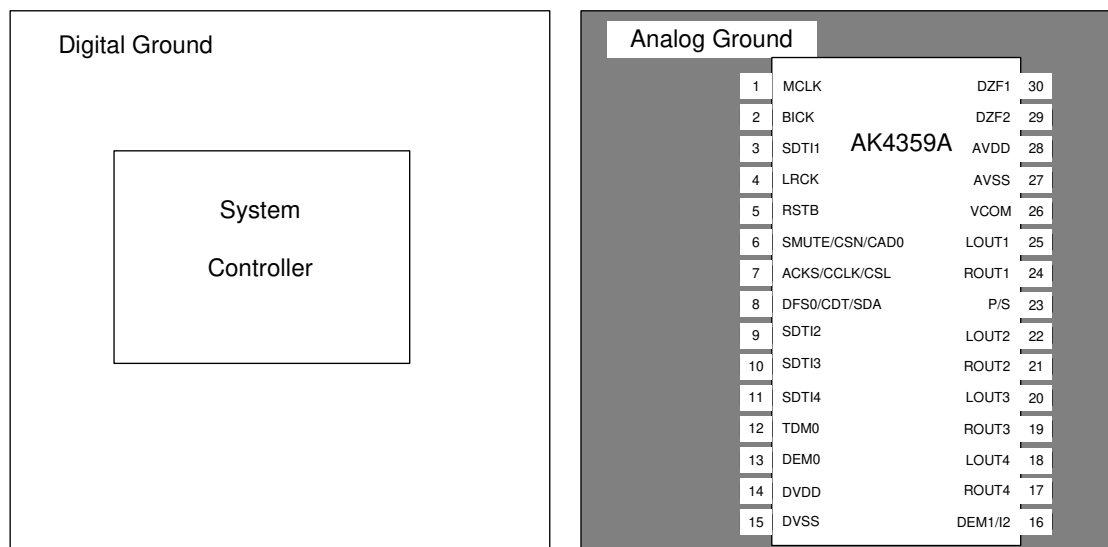 Digital Ground
System
Controller
Analog Ground
AK4359A
1 MCLK
2 BICK
3 SDTI1
4 LRCK
5 RSTB
6 SMUTE/CSN/CAD0
7 ACKS/CCLK/CSL
8 DFS0/CDT/SDA
9 SDTI2
10 SDTI3
11 SDTI4
12 TDM0
13 DEM0
14 DVDD
15 DVSS
DZF1 30
DZF2 29
AVDD 28
AVSS 27
VCOM 26
LOUT1 25
ROUT1 24
P/S 23
LOUT2 22
ROUT2 21
LOUT3 20
ROUT3 19
LOUT4 18
ROUT4 17
DEM1/I2 16